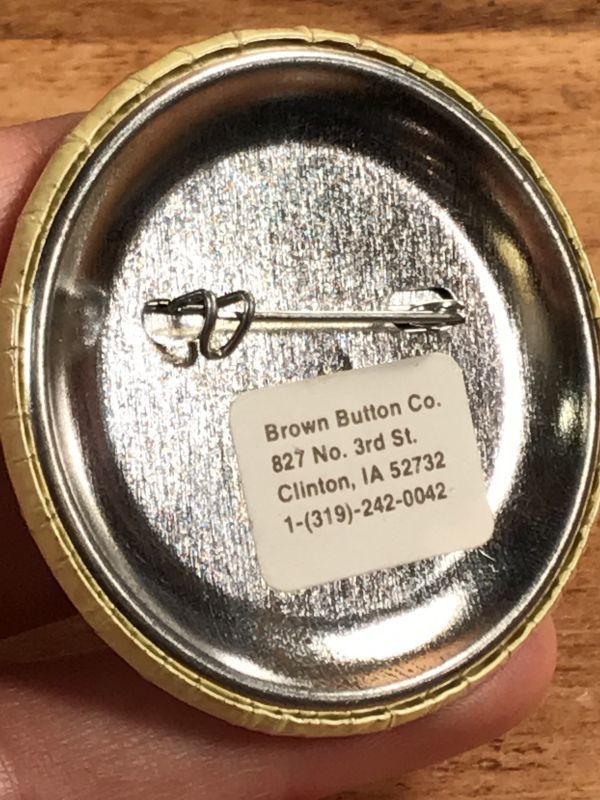 Brown Button Co.
827 No. 3rd St.
Clinton, IA 52732
1-(319)-242-0042